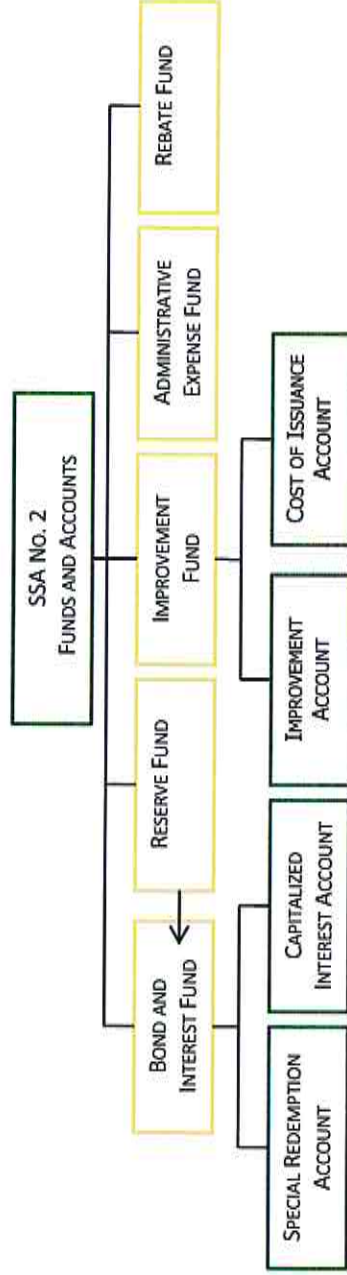 SSA No. 2
FUNDS AND ACCOUNTS
BOND AND
INTEREST FUND
RESERVE FUND
IMPROVEMENT
FUND
ADMINISTRATIVE
EXPENSE FUND
REBATE FUND
SPECIAL REDEMPTION
ACCOUNT
CAPITALIZED
INTEREST ACCOUNT
IMPROVEMENT
ACCOUNT
COST OF ISSUANCE
ACCOUNT